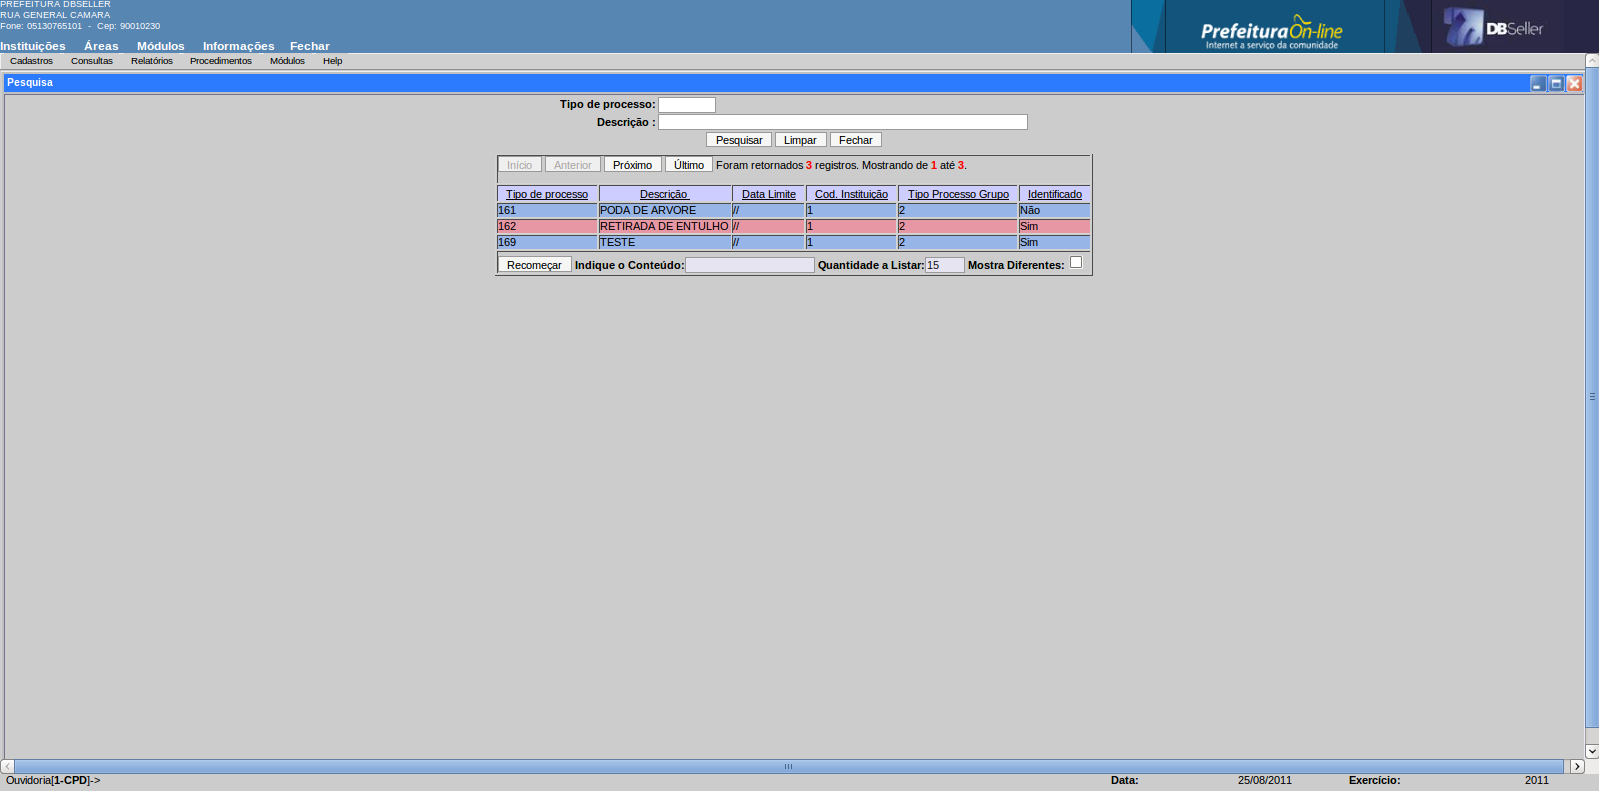 PREFEITURA DBSELLER
RUA GENERAL CAMARA
Fone: 05130765101 - Cep: 90010230
Instituições Áreas Módulos Informações Fechar
PrefeituraOn-line
Internet a serviço da comunidade
DBSeller
Cadastros Consultas Relatórios Procedimentos Módulos Help
Pesquisa
Tipo de processo:
Descrição :
Pesquisar Limpar Fechar
Início Anterior Próximo Último Foram retornados 3 registros. Mostrando de 1 até 3.
Tipo de processo Descrição Data Limite Cod. Instituição Tipo Processo Grupo Identificado
161 PODA DE ARVORE // 1 2 Não
162 RETIRADA DE ENTULHO // 1 2 Sim
169 TESTE // 1 2 Sim
Recomeçar Indique o Conteúdo: Quantidade a Listar: 15 Mostra Diferentes:
Ouvidoria[1-CPD]-> Data: 25/08/2011 Exercício: 2011